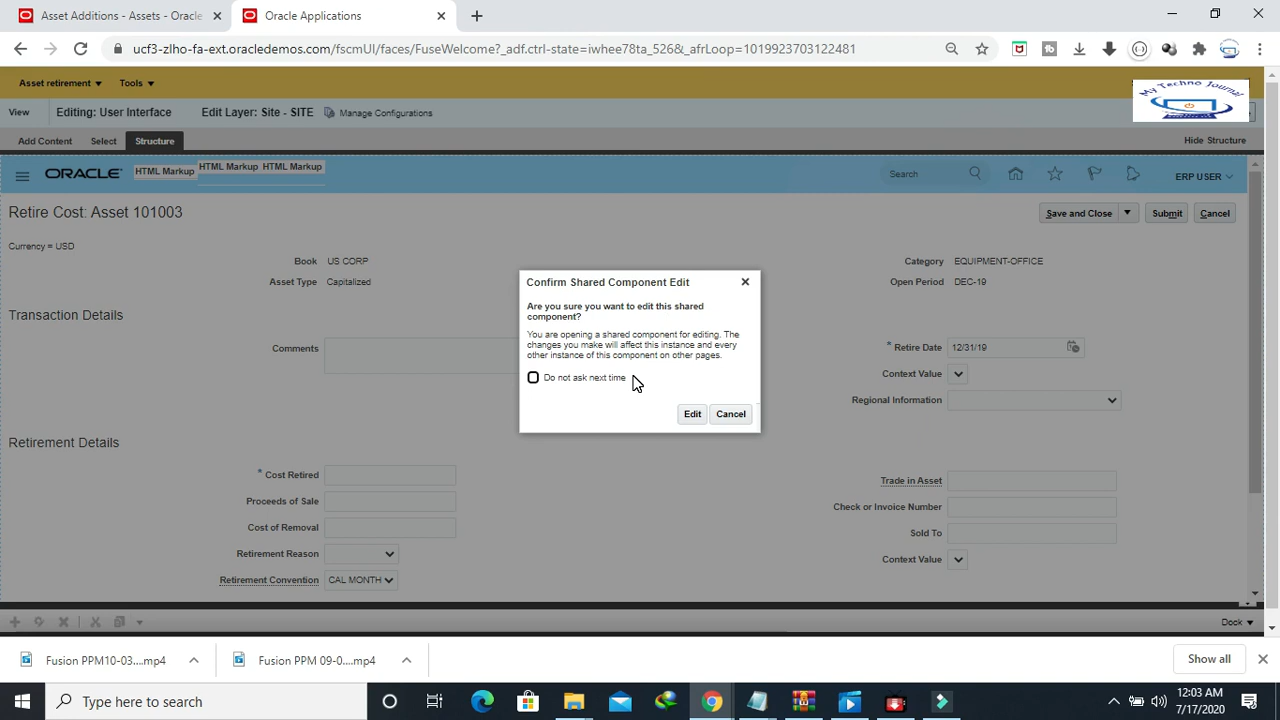 Asset Additions - Assets - Oracle
Oracle Applications
ucf3-zlho-fa-ext.oracledemos.com/fscmUI/faces/FuseWelcome?_adf.ctrl-state=iwhee78ta_526&_afrLoop=1019923703122481
Asset retirement Tools
My Techno Journal
View Editing: User Interface Edit Layer: Site - SITE Manage Configurations
Add Content Select Structure Hide Structure
ORACLE HTML Markup HTML Markup HTML Markup Search ERP USER
Retire Cost: Asset 101003 Save and Close Submit Cancel
Currency = USD
Book US CORP Category EQUIPMENT-OFFICE
Asset Type Capitalized Open Period DEC-19
Transaction Details
Comments * Retire Date 12/31/19
Context Value
Regional Information
Confirm Shared Component Edit
Are you sure you want to edit this shared
component?
You are opening a shared component for editing. The
changes you make will affect this instance and every
other instance of this component on other pages.
Do not ask next time
Edit Cancel
Retirement Details
* Cost Retired Trade in Asset
Proceeds of Sale Check or Invoice Number
Cost of Removal Sold To
Retirement Reason Context Value
Retirement Convention CAL MONTH
Dock
Fusion PPM10-03....mp4 Fusion PPM 09-0....mp4 Show all
Type here to search
12:03 AM
7/17/2020